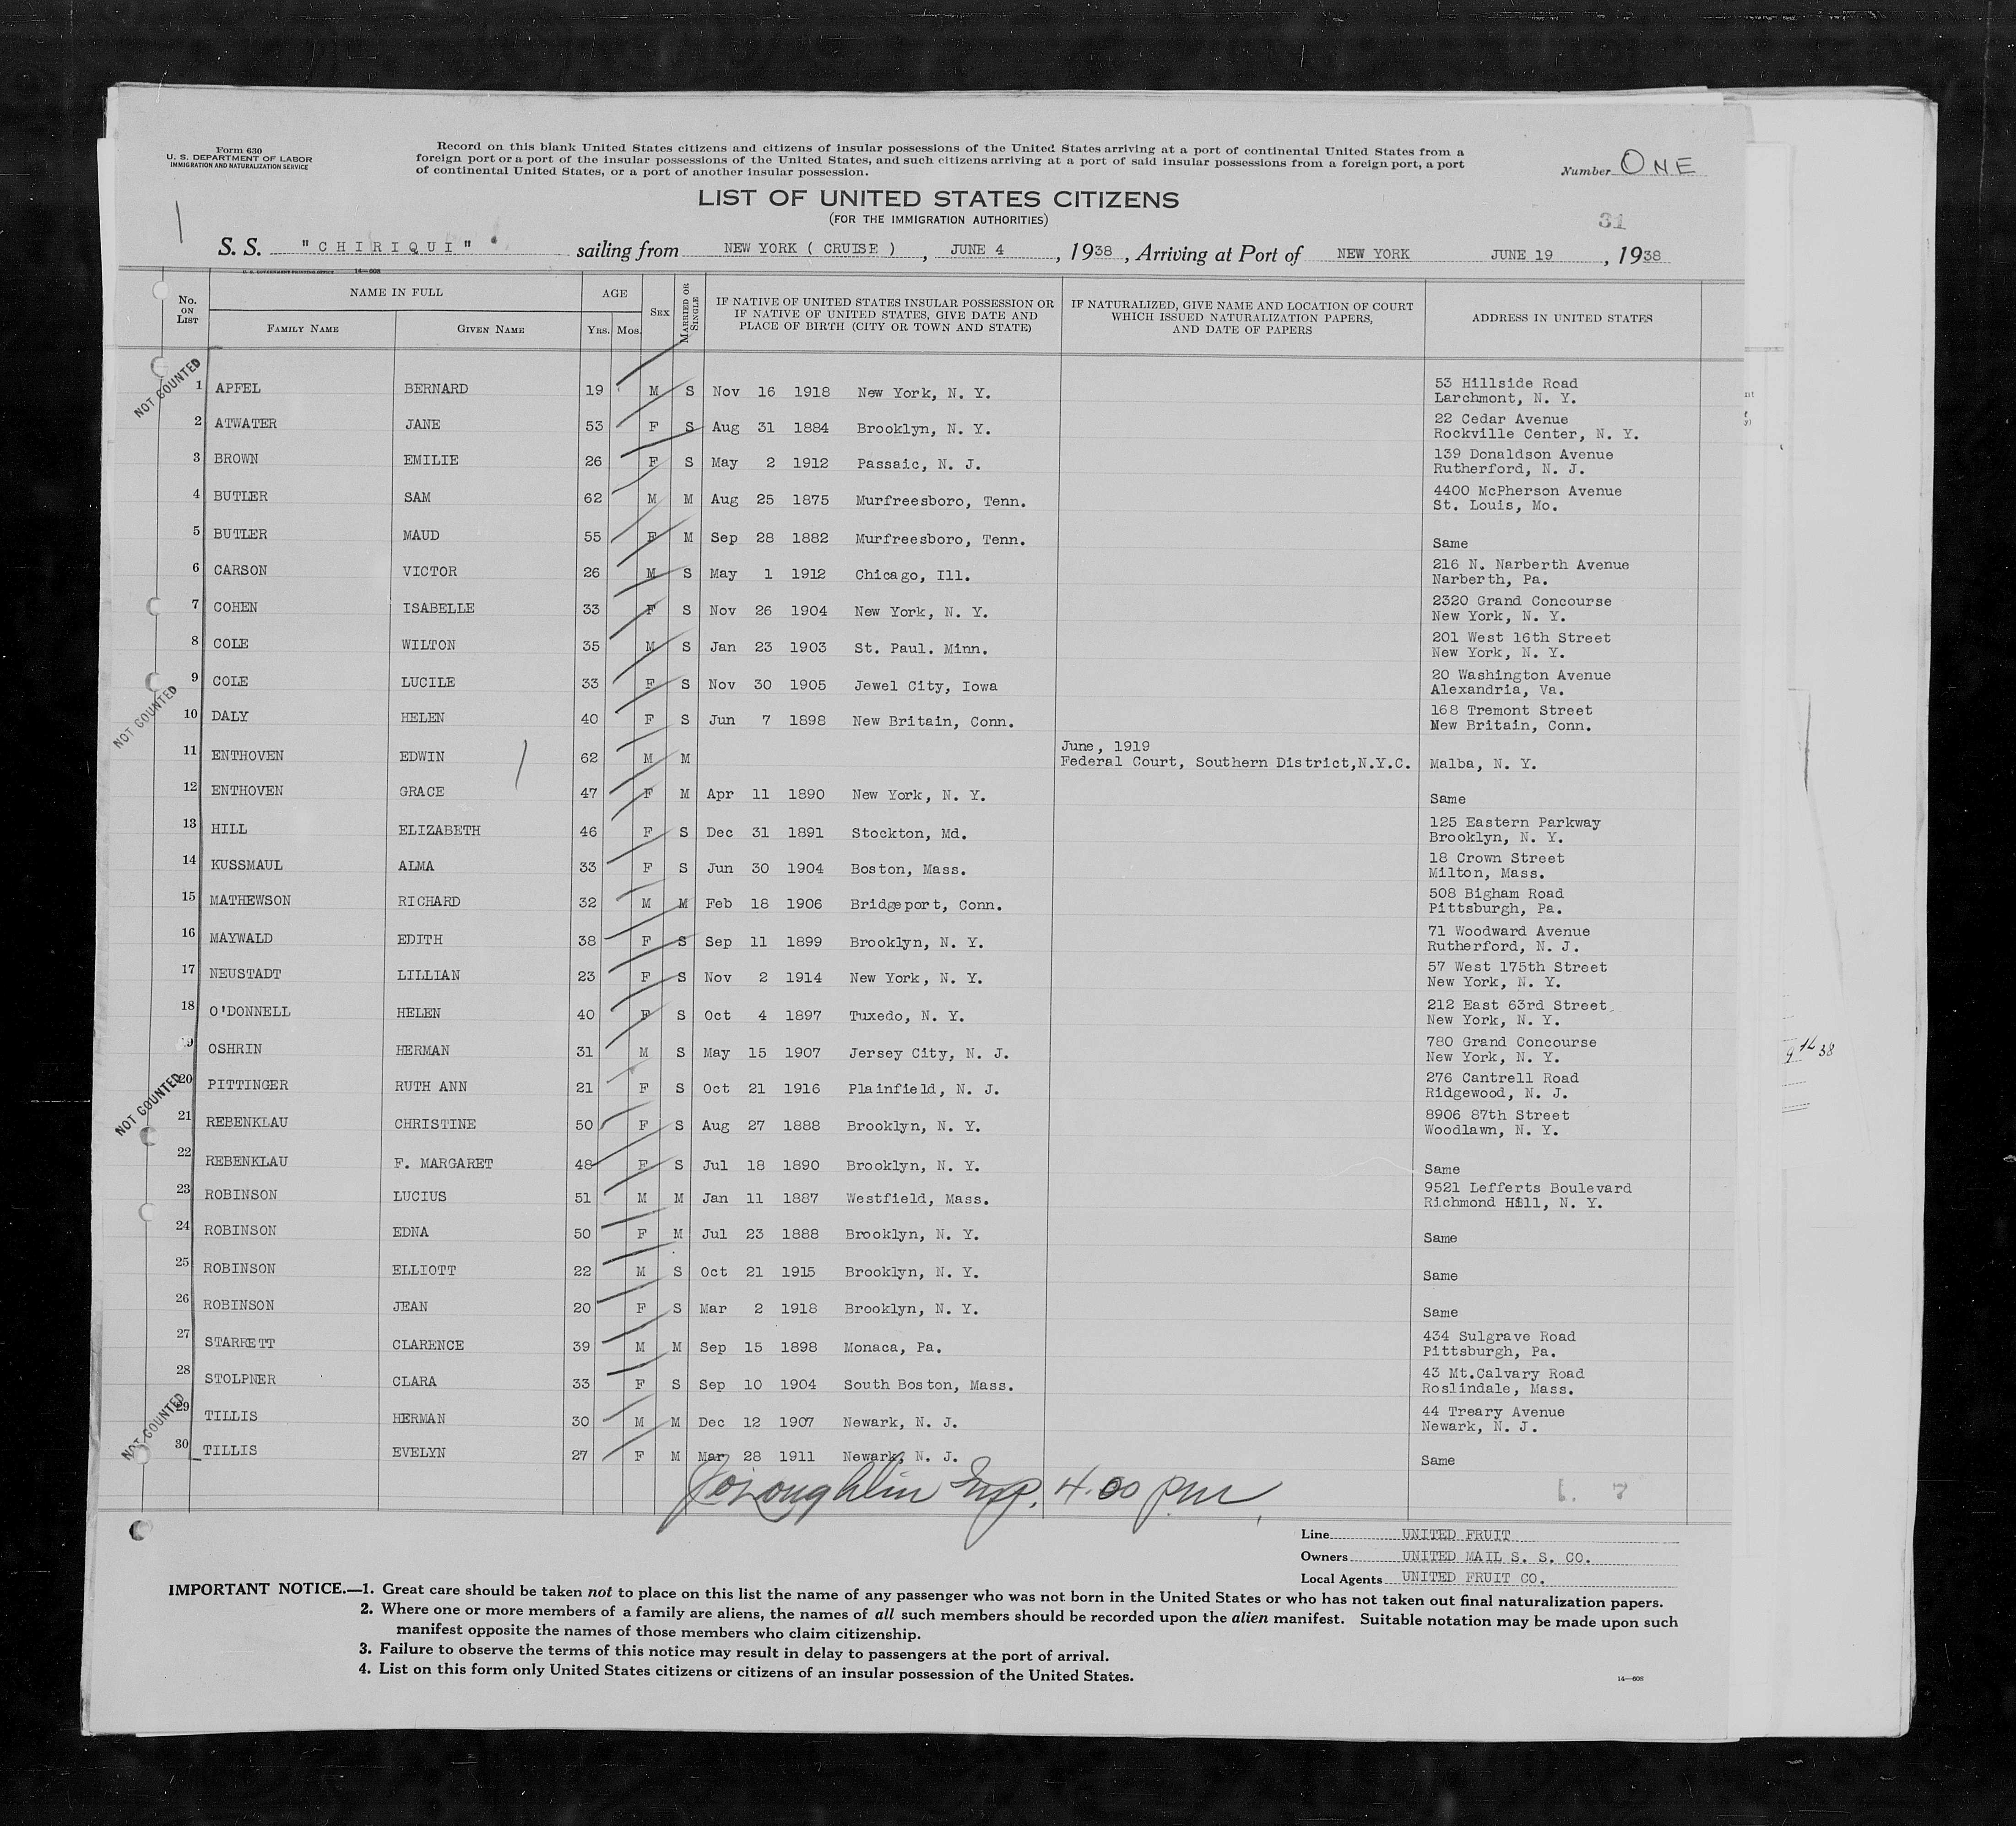 Form 630
U. S. DEPARTMENT OF LABOR
IMMIGRATION AND NATURALIZATION SERVICE
Record on this blank United States citizens and citizens of insular possessions of the United States arriving at a port of continental United States from a
foreign port or a port of the insular possessions of the United States, and such citizens arriving at a port of said insular possessions from a foreign port, a port
of continental United States, or a port of another insular possession.
Number ONE
LIST OF UNITED STATES CITIZENS
(FOR THE IMMIGRATION AUTHORITIES)
31
S. S. "CHIRIQUI" sailing from NEW YORK ( CRUISE ) , JUNE 4 , 1938 , Arriving at Port of NEW YORK JUNE 19 , 1938
U. S. GOVERNMENT PRINTING OFFICE 14—608
No. ON LIST
NAME IN FULL
FAMILY NAME
GIVEN NAME
AGE
YRS. MOS.
SEX
MARRIED OR SINGLE
IF NATIVE OF UNITED STATES INSULAR POSSESSION OR
IF NATIVE OF UNITED STATES, GIVE DATE AND
PLACE OF BIRTH (CITY OR TOWN AND STATE)
IF NATURALIZED, GIVE NAME AND LOCATION OF COURT
WHICH ISSUED NATURALIZATION PAPERS,
AND DATE OF PAPERS
ADDRESS IN UNITED STATES
NOT COUNTED
1 APFEL BERNARD 19 M S Nov 16 1918 New York, N. Y. 53 Hillside Road
Larchmont, N. Y.
2 ATWATER JANE 53 F S Aug 31 1884 Brooklyn, N. Y. 22 Cedar Avenue
Rockville Center, N. Y.
3 BROWN EMILIE 26 F S May 2 1912 Passaic, N. J. 139 Donaldson Avenue
Rutherford, N. J.
4 BUTLER SAM 62 M M Aug 25 1875 Murfreesboro, Tenn. 4400 McPherson Avenue
St. Louis, Mo.
5 BUTLER MAUD 55 F M Sep 28 1882 Murfreesboro, Tenn. Same
6 CARSON VICTOR 26 M S May 1 1912 Chicago, Ill. 216 N. Narberth Avenue
Narberth, Pa.
7 COHEN ISABELLE 33 F S Nov 26 1904 New York, N. Y. 2320 Grand Concourse
New York, N. Y.
8 COLE WILTON 35 M S Jan 23 1903 St. Paul. Minn. 201 West 16th Street
New York, N. Y.
9 COLE LUCILE 33 F S Nov 30 1905 Jewel City, Iowa 20 Washington Avenue
Alexandria, Va.
NOT COUNTED
10 DALY HELEN 40 F S Jun 7 1898 New Britain, Conn. 168 Tremont Street
New Britain, Conn.
11 ENTHOVEN EDWIN 62 M M June, 1919
Federal Court, Southern District,N.Y.C. Malba, N. Y.
12 ENTHOVEN GRACE 47 F M Apr 11 1890 New York, N. Y. Same
13 HILL ELIZABETH 46 F S Dec 31 1891 Stockton, Md. 125 Eastern Parkway
Brooklyn, N. Y.
14 KUSSMAUL ALMA 33 F S Jun 30 1904 Boston, Mass. 18 Crown Street
Milton, Mass.
15 MATHEWSON RICHARD 32 M M Feb 18 1906 Bridgeport, Conn. 508 Bigham Road
Pittsburgh, Pa.
16 MAYWALD EDITH 38 F S Sep 11 1899 Brooklyn, N. Y. 71 Woodward Avenue
Rutherford, N. J.
17 NEUSTADT LILLIAN 23 F S Nov 2 1914 New York, N. Y. 57 West 175th Street
New York, N. Y.
18 O'DONNELL HELEN 40 F S Oct 4 1897 Tuxedo, N. Y. 212 East 63rd Street
New York, N. Y.
19 OSHRIN HERMAN 31 M S May 15 1907 Jersey City, N. J. 780 Grand Concourse
New York, N. Y.
NOT COUNTED
20 PITTINGER RUTH ANN 21 F S Oct 21 1916 Plainfield, N. J. 276 Cantrell Road
Ridgewood, N. J.
21 REBENKLAU CHRISTINE 50 F S Aug 27 1888 Brooklyn, N. Y. 8906 87th Street
Woodlawn, N. Y.
22 REBENKLAU F. MARGARET 48 F S Jul 18 1890 Brooklyn, N. Y. Same
23 ROBINSON LUCIUS 51 M M Jan 11 1887 Westfield, Mass. 9521 Lefferts Boulevard
Richmond Hill, N. Y.
24 ROBINSON EDNA 50 F M Jul 23 1888 Brooklyn, N. Y. Same
25 ROBINSON ELLIOTT 22 M S Oct 21 1915 Brooklyn, N. Y. Same
26 ROBINSON JEAN 20 F S Mar 2 1918 Brooklyn, N. Y. Same
27 STARRETT CLARENCE 39 M M Sep 15 1898 Monaca, Pa. 434 Sulgrave Road
Pittsburgh, Pa.
28 STOLPNER CLARA 33 F S Sep 10 1904 South Boston, Mass. 43 Mt.Calvary Road
Roslindale, Mass.
NOT COUNTED
29 TILLIS HERMAN 30 M M Dec 12 1907 Newark, N. J. 44 Treary Avenue
Newark, N. J.
30 TILLIS EVELYN 27 F M Mar 28 1911 Newark, N. J. Same
O'Loughlin Insp. 4.00 pm
7
Line UNITED FRUIT
Owners UNITED MAIL S. S. CO.
Local Agents UNITED FRUIT CO.
IMPORTANT NOTICE.—1. Great care should be taken not to place on this list the name of any passenger who was not born in the United States or who has not taken out final naturalization papers.
2. Where one or more members of a family are aliens, the names of all such members should be recorded upon the alien manifest. Suitable notation may be made upon such
manifest opposite the names of those members who claim citizenship.
3. Failure to observe the terms of this notice may result in delay to passengers at the port of arrival.
4. List on this form only United States citizens or citizens of an insular possession of the United States.
14—608